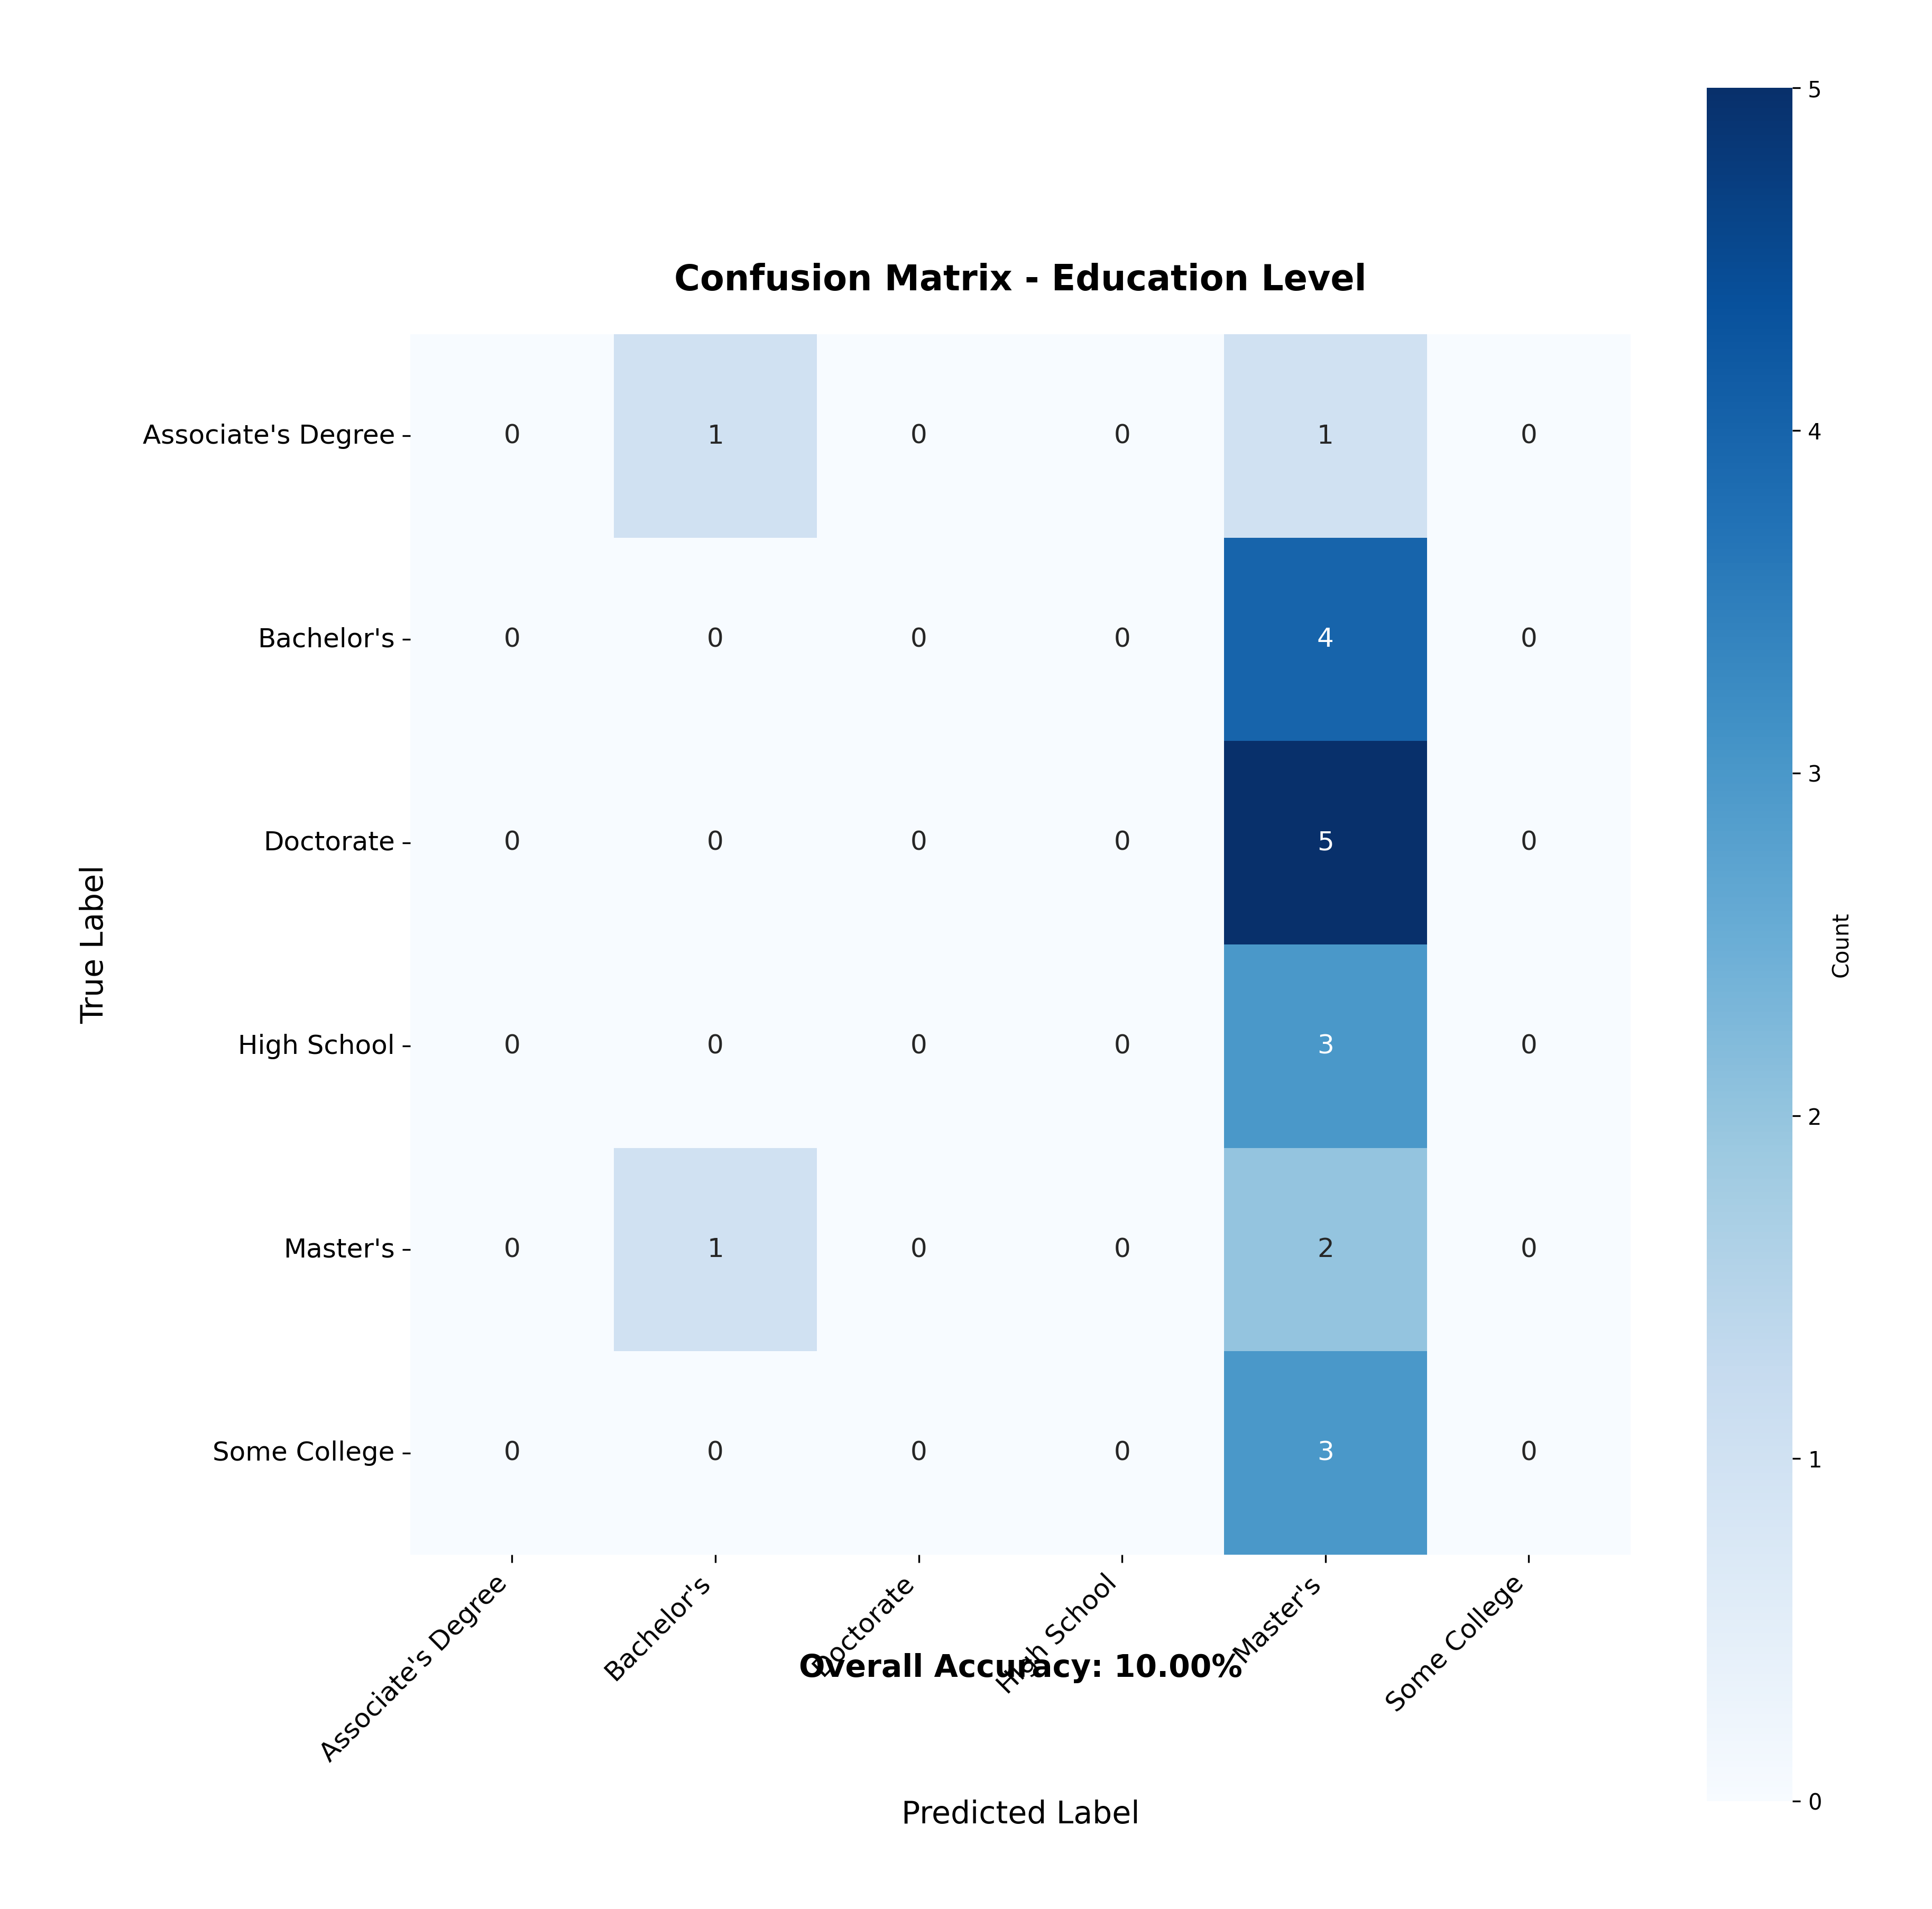 Confusion Matrix - Education Level
True Label
Associate's Degree 0 1 0 0 1 0
Bachelor's 0 0 0 0 4 0
Doctorate 0 0 0 0 5 0
High School 0 0 0 0 3 0
Master's 0 1 0 0 2 0
Some College 0 0 0 0 3 0
Associate's Degree
Bachelor's
Doctorate
High School
Master's
Some College
Overall Accuracy: 10.00%
Predicted Label
5
4
3
2
1
0
Count